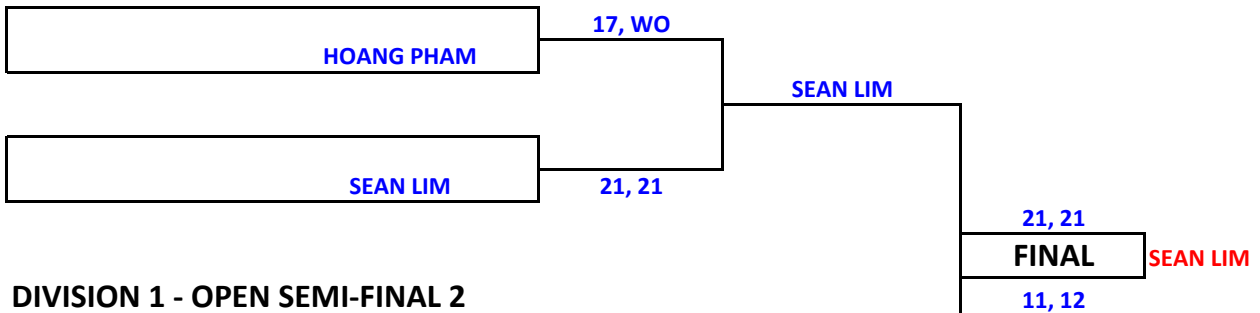 17, WO
HOANG PHAM
SEAN LIM
SEAN LIM
21, 21
21, 21
FINAL
SEAN LIM
11, 12
DIVISION 1 - OPEN SEMI-FINAL 2